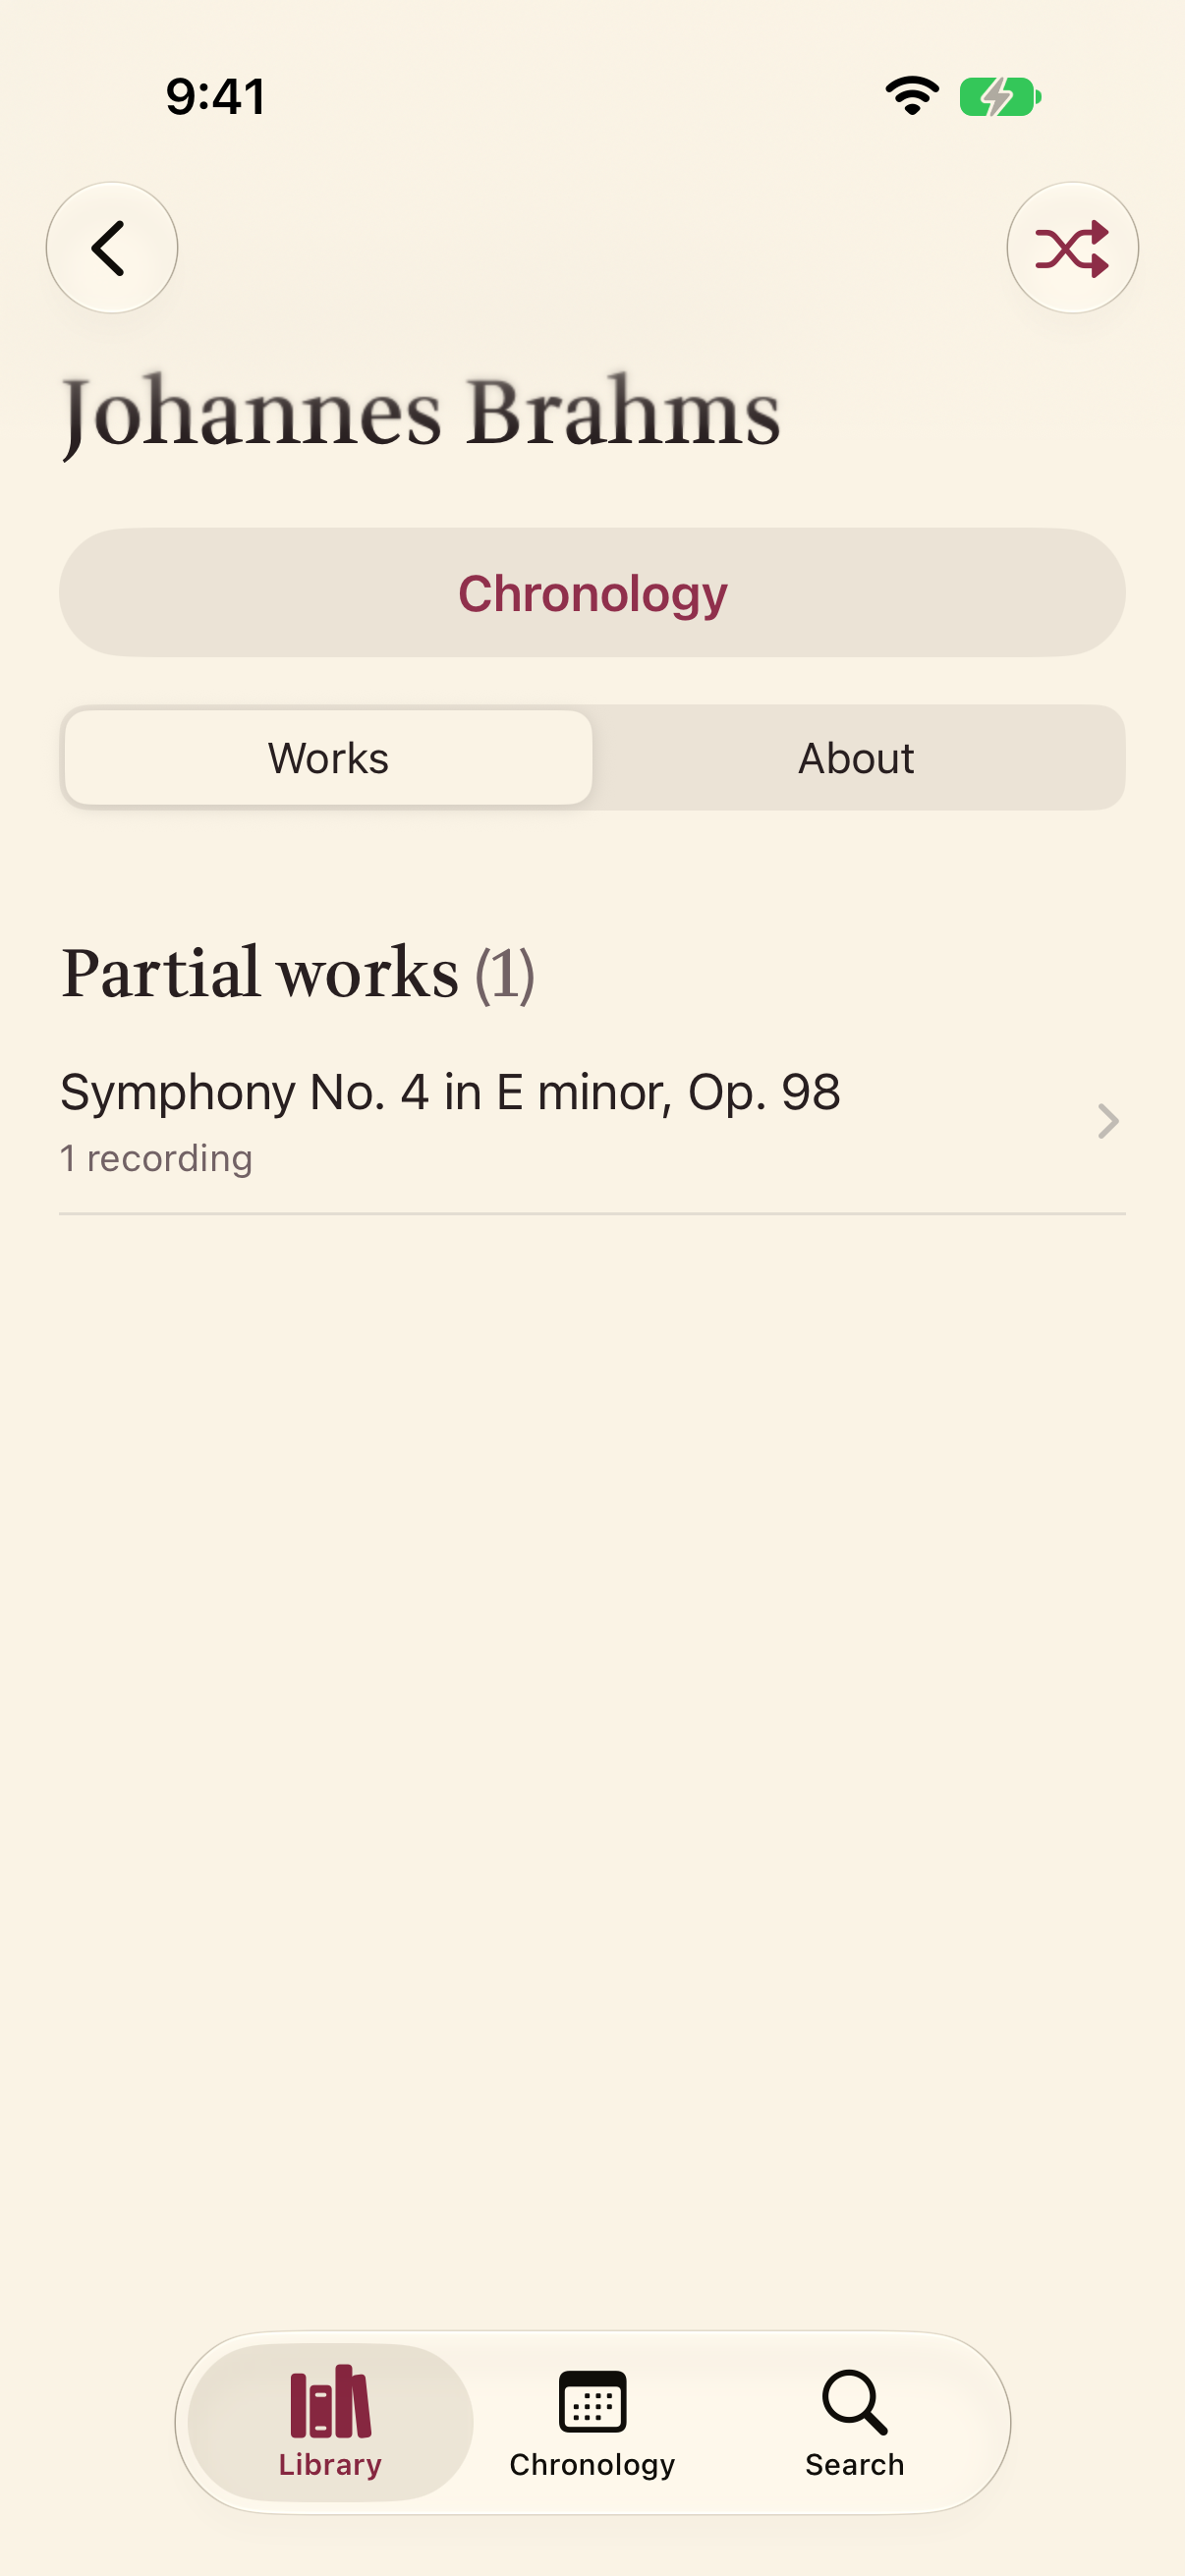 9:41
Johannes Brahms
Chronology
Works
About
Partial works (1)
Symphony No. 4 in E minor, Op. 98
1 recording
Library
Chronology
Search